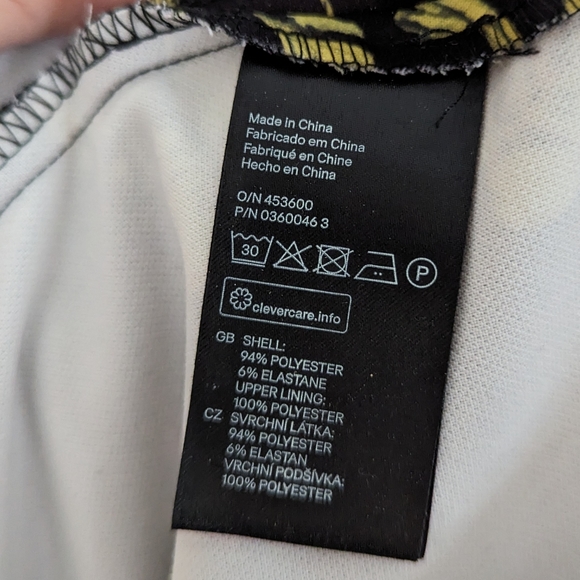 Made in China
Fabricado em China
Fabriqué en Chine
Hecho en China
O/N 453600
P/N 0360046 3
30 P
clevercare.info
GB SHELL:
94% POLYESTER
6% ELASTANE
UPPER LINING:
100% POLYESTER
CZ SVRCHNÍ LÁTKA:
94% POLYESTER
6% ELASTAN
VRCHNÍ PODŠÍVKA:
100% POLYESTER